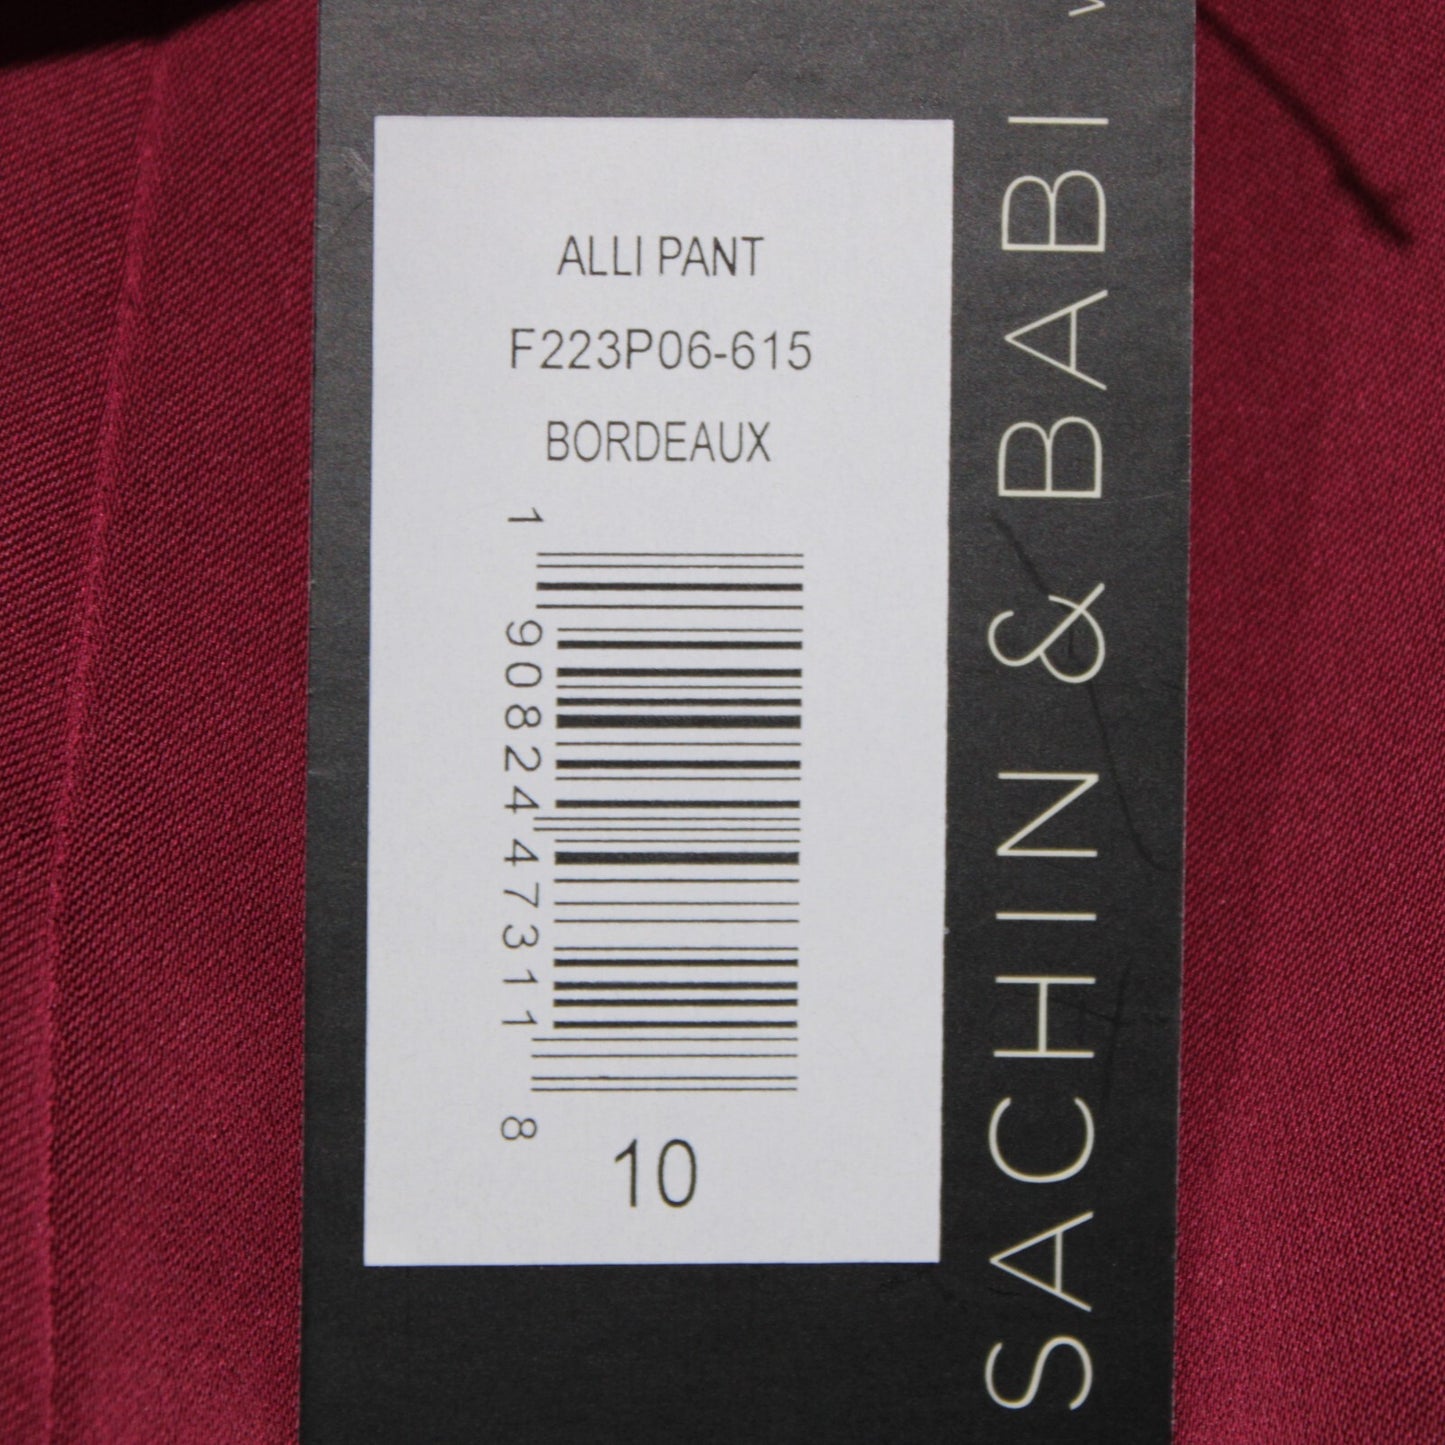 ALLI PANT
F223P06-615
BORDEAUX
1 90824 47311 8
10
SACHIN & BABI